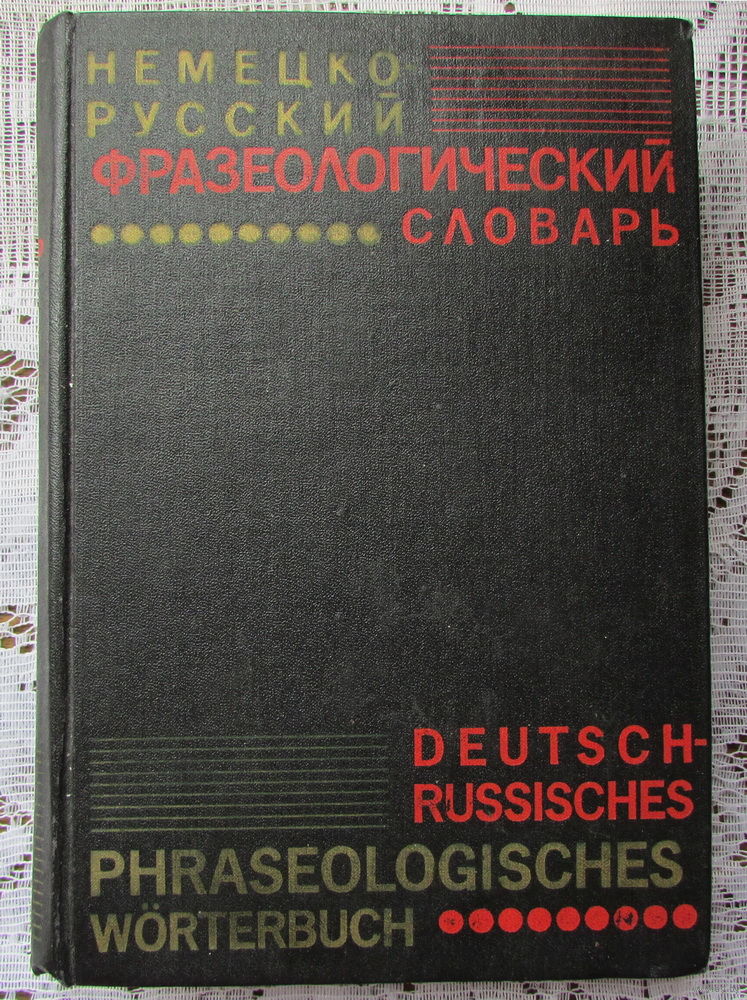 НЕМЕЦКО-
РУССКИЙ
ФРАЗЕОЛОГИЧЕСКИЙ
СЛОВАРЬ
DEUTSCH-
RUSSISCHES
PHRASEOLOGISCHES
WÖRTERBUCH